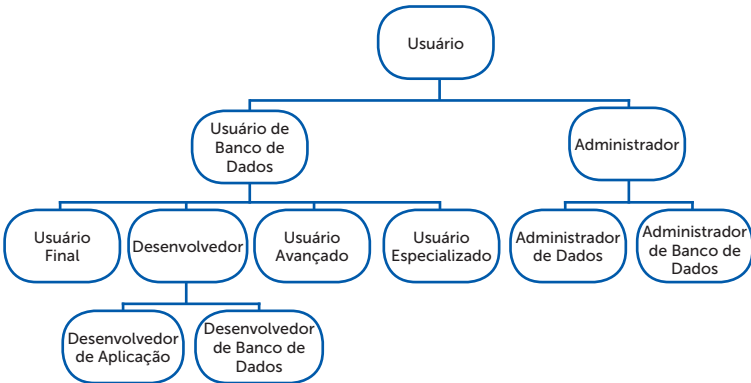 Usuário
Usuário de
Banco de
Dados
Administrador
Usuário
Final
Desenvolvedor
Usuário
Avançado
Usuário
Especializado
Administrador
de Dados
Administrador
de Banco de
Dados
Desenvolvedor
de Aplicação
Desenvolvedor
de Banco de
Dados